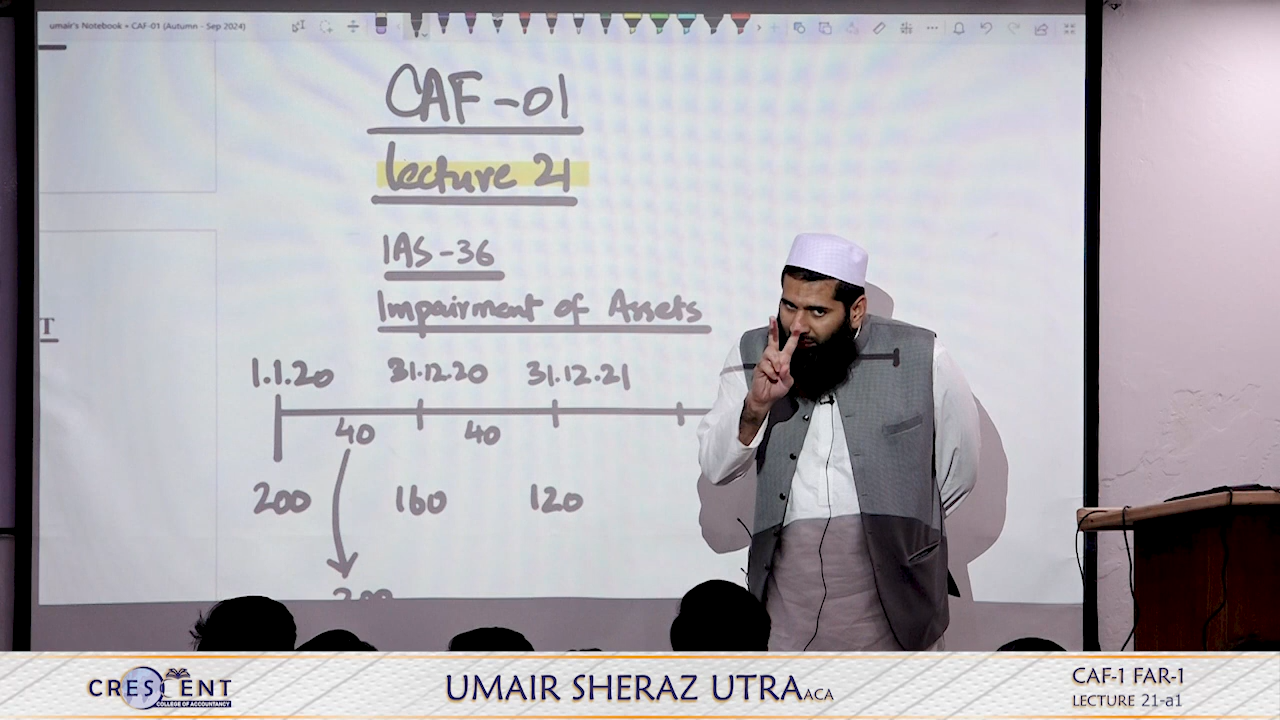 umair's Notebook • CAF-01 (Autumn - Sep 2024)
CAF-01
Lecture 21
IAS-36
Impairment of Assets
T
1.1.20 31.12.20 31.12.21
40 40
200 160 120
200
CRESCENT
COLLEGE OF ACCOUNTANCY
UMAIR SHERAZ UTRA ACA
CAF-1 FAR-1
LECTURE 21-a1